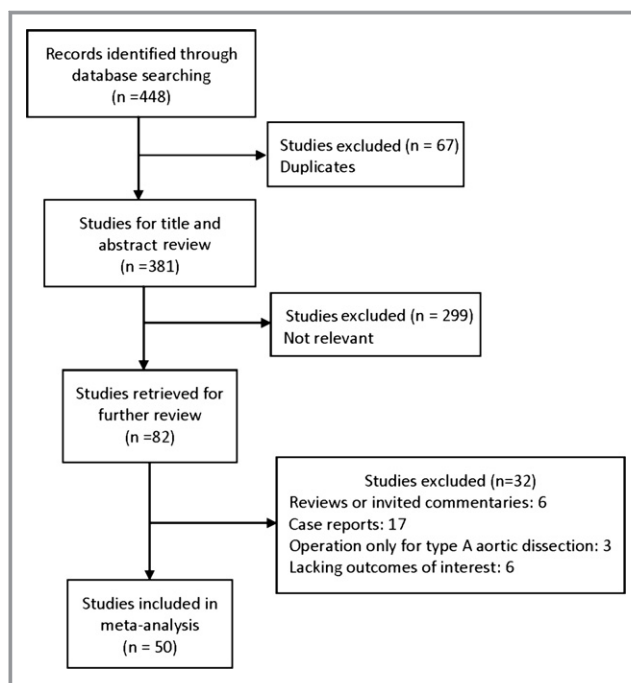 Records identified through
database searching
(n =448)
Studies excluded (n = 67)
Duplicates
Studies for title and
abstract review
(n =381)
Studies excluded (n = 299)
Not relevant
Studies retrieved for
further review
(n =82)
Studies excluded (n=32)
Reviews or invited commentaries: 6
Case reports: 17
Operation only for type A aortic dissection: 3
Lacking outcomes of interest: 6
Studies included in
meta-analysis
(n = 50)